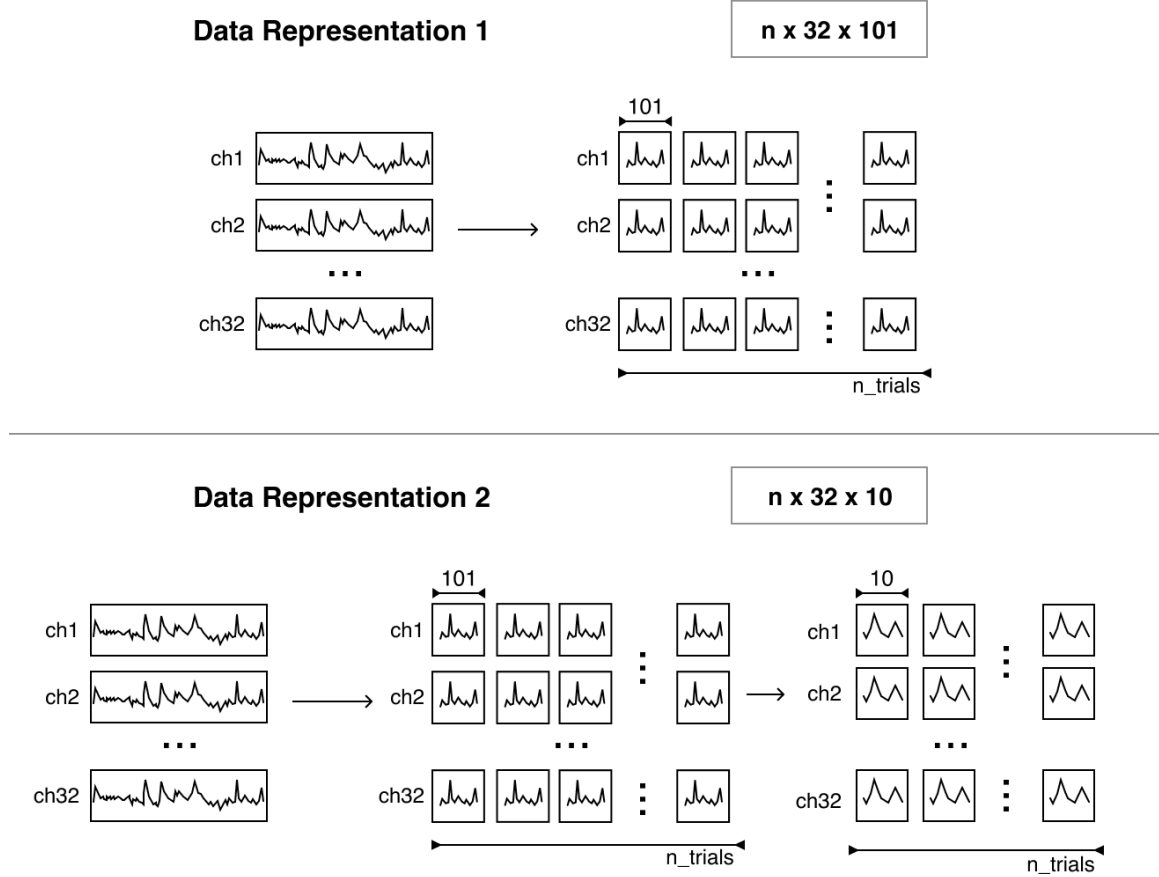 Data Representation 1
n x 32 x 101
101
ch1
ch1
ch2
ch2
...
...
ch32
ch32
n_trials
Data Representation 2
n x 32 x 10
101
10
ch1
ch1
ch1
ch2
ch2
ch2
...
...
...
ch32
ch32
ch32
n_trials
n_trials